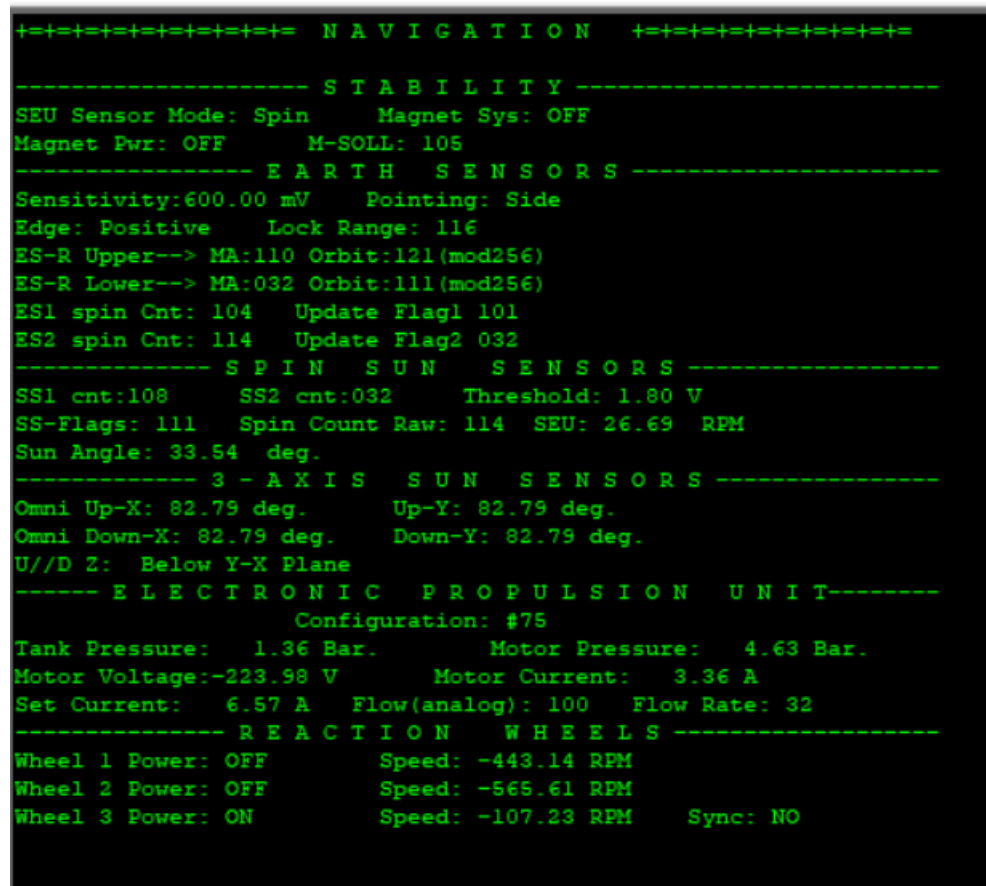 +=+=+=+=+=+=+=+=+=+= N A V I G A T I O N +=+=+=+=+=+=+=+=+=+=
--------------------- S T A B I L I T Y --------------------------
SEU Sensor Mode: Spin Magnet Sys: OFF
Magnet Pwr: OFF M-SOLL: 105
----------------- E A R T H S E N S O R S ----------------------
Sensitivity:600.00 mV Pointing: Side
Edge: Positive Lock Range: 116
ES-R Upper--> MA:110 Orbit:121(mod256)
ES-R Lower--> MA:032 Orbit:111(mod256)
ES1 spin Cnt: 104 Update Flag1 101
ES2 spin Cnt: 114 Update Flag2 032
-------------- S P I N S U N S E N S O R S ------------------
SS1 cnt:108 SS2 cnt:032 Threshold: 1.80 V
SS-Flags: 111 Spin Count Raw: 114 SEU: 26.69 RPM
Sun Angle: 33.54 deg.
------------- 3 - A X I S S U N S E N S O R S ----------------
Omni Up-X: 82.79 deg. Up-Y: 82.79 deg.
Omni Down-X: 82.79 deg. Down-Y: 82.79 deg.
U//D Z: Below Y-X Plane
------ E L E C T R O N I C P R O P U L S I O N U N I T--------
Configuration: #75
Tank Pressure: 1.36 Bar. Motor Pressure: 4.63 Bar.
Motor Voltage:-223.98 V Motor Current: 3.36 A
Set Current: 6.57 A Flow(analog): 100 Flow Rate: 32
--------------- R E A C T I O N W H E E L S -------------------
Wheel 1 Power: OFF Speed: -443.14 RPM
Wheel 2 Power: OFF Speed: -565.61 RPM
Wheel 3 Power: ON Speed: -107.23 RPM Sync: NO